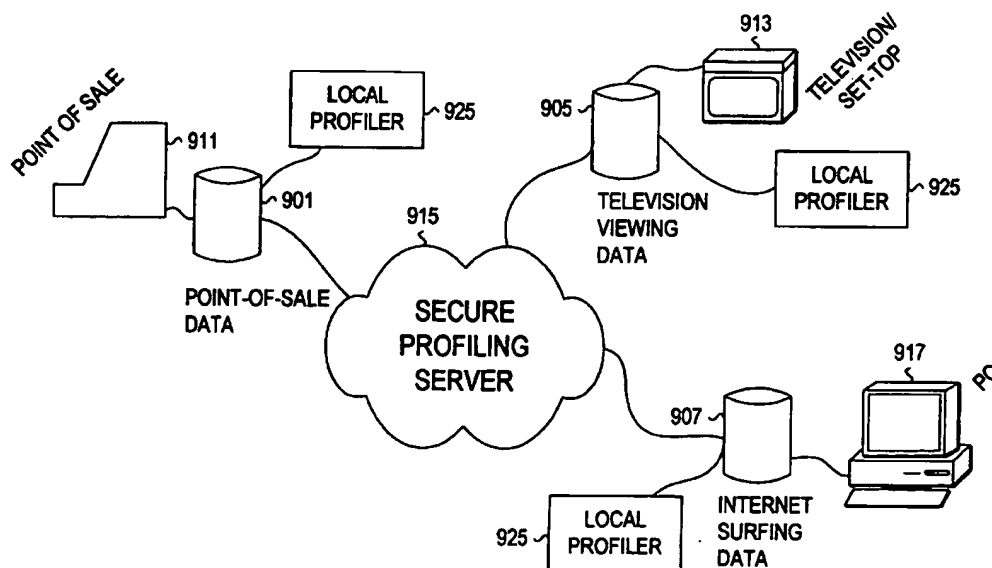 POINT OF SALE
911
LOCAL
PROFILER
925
901
POINT-OF-SALE
DATA
913
TELEVISION/
SET-TOP
905
TELEVISION
VIEWING
DATA
LOCAL
PROFILER
925
915
SECURE
PROFILING
SERVER
917
907
INTERNET
SURFING
DATA
925
LOCAL
PROFILER